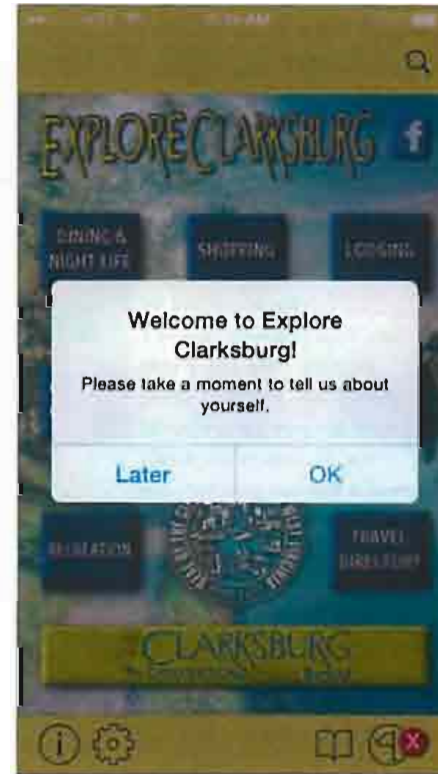 AM
EXPLORE CLARKSBURG f
DINING &
NIGHT LIFE
SHOPPING
LODGING
Welcome to Explore
Clarksburg!
Please take a moment to tell us about
yourself.
Later
OK
RECREATION
TRAVEL
DIRECTORY
CLARKSBURG